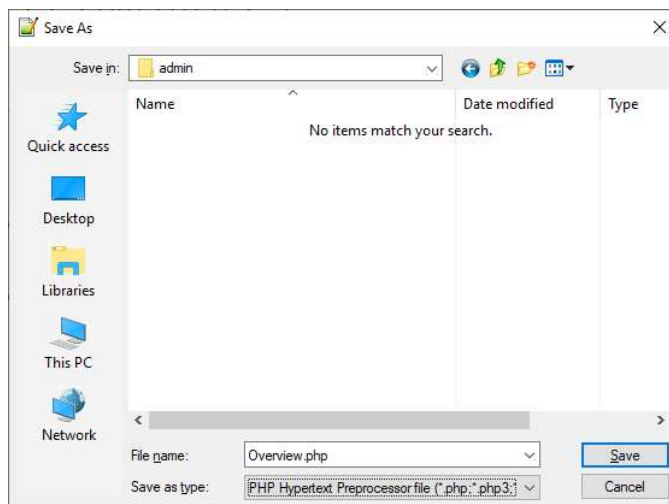 Save As
Save in:
admin
Name
Date modified
Type
No items match your search.
Quick access
Desktop
Libraries
This PC
Network
File name:
Overview.php
Save
Save as type:
PHP Hypertext Preprocessor file (*.php;*.php3;
Cancel